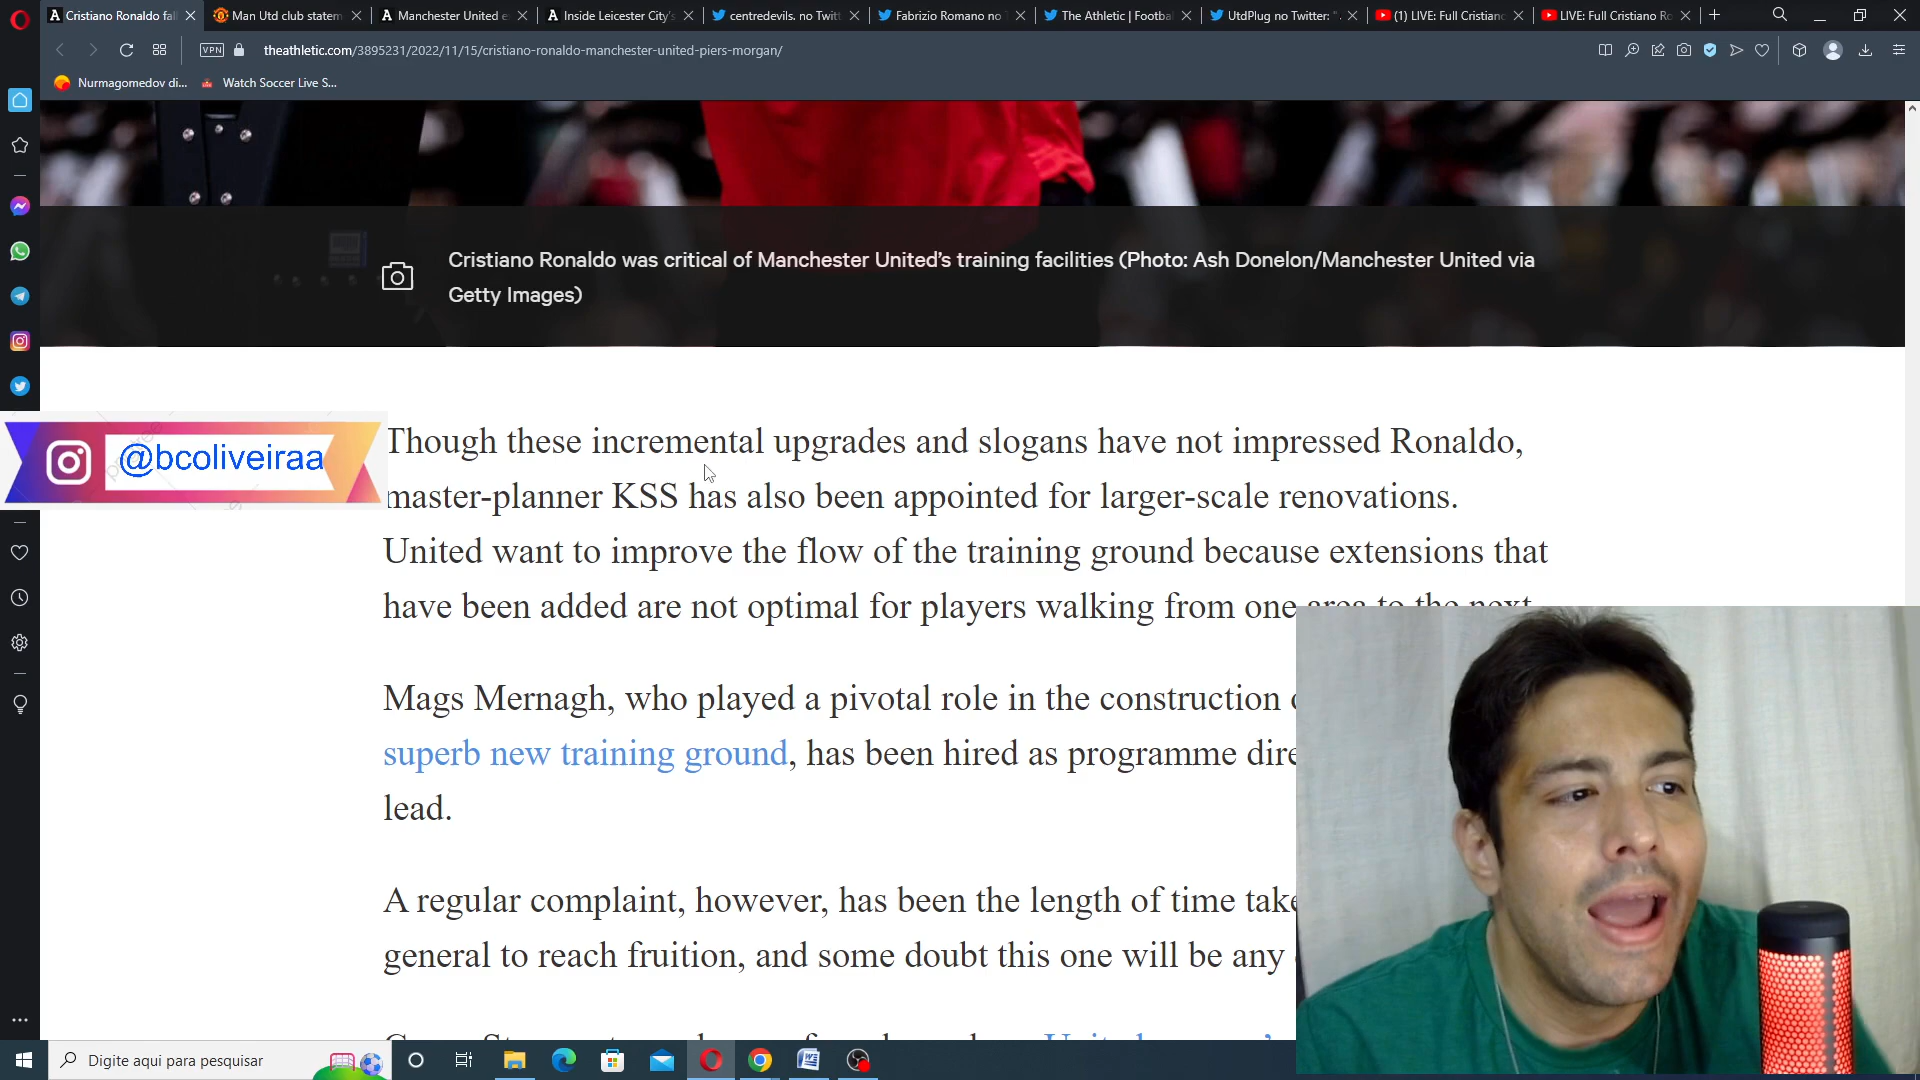 Cristiano Ronaldo fal
Man Utd club statem
Manchester United e
Inside Leicester City's
centredevils. no Twitt
Fabrizio Romano no T
The Athletic | Footbal
UtdPlug no Twitter: "
(1) LIVE: Full Cristiano
LIVE: Full Cristiano Ro
VPN
theathletic.com/3895231/2022/11/15/cristiano-ronaldo-manchester-united-piers-morgan/
Nurmagomedov di...
Watch Soccer Live S...
Cristiano Ronaldo was critical of Manchester United's training facilities (Photo: Ash Donelon/Manchester United via
Getty Images)
@bcoliveiraa
Though these incremental upgrades and slogans have not impressed Ronaldo,
master-planner KSS has also been appointed for larger-scale renovations.
United want to improve the flow of the training ground because extensions that
have been added are not optimal for players walking from one area to the next.
Mags Mernagh, who played a pivotal role in the construction
superb new training ground, has been hired as programme dire
lead.
A regular complaint, however, has been the length of time take
general to reach fruition, and some doubt this one will be any
Digite aqui para pesquisar